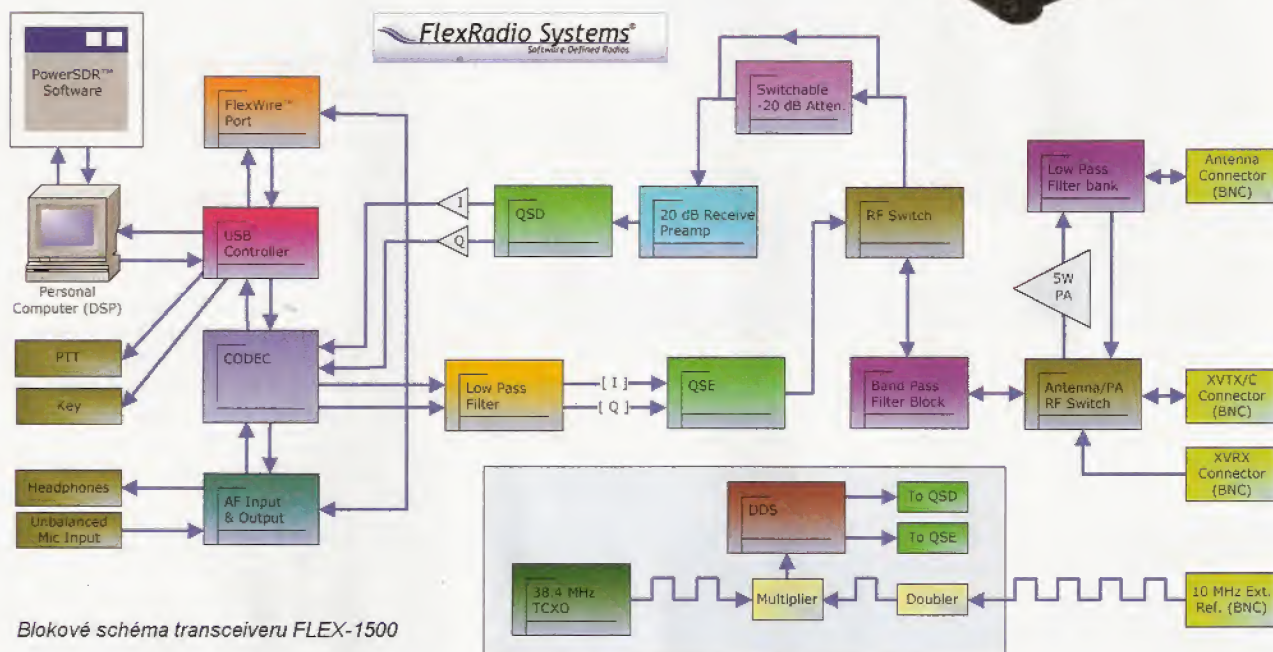 FlexRadio Systems®
Software Defined Radios
PowerSDR™
Software
FlexWire™
Port
Switchable
-20 dB Atten.
Low Pass
Filter bank
Antenna
Connector
(BNC)
USB
Controller
I
Q
QSD
20 dB Receive
Preamp
RF Switch
5W
PA
Personal
Computer (DSP)
PTT
Key
CODEC
Low Pass
Filter
[ I ]
[ Q ]
QSE
Band Pass
Filter Block
Antenna/PA
RF Switch
XVTX/C
Connector
(BNC)
XVRX
Connector
(BNC)
Headphones
Unbalanced
Mic Input
AF Input
& Output
DDS
To QSD
To QSE
38.4 MHz
TCXO
Multiplier
Doubler
10 MHz Ext.
Ref. (BNC)
Blokové schéma transceiveru FLEX-1500